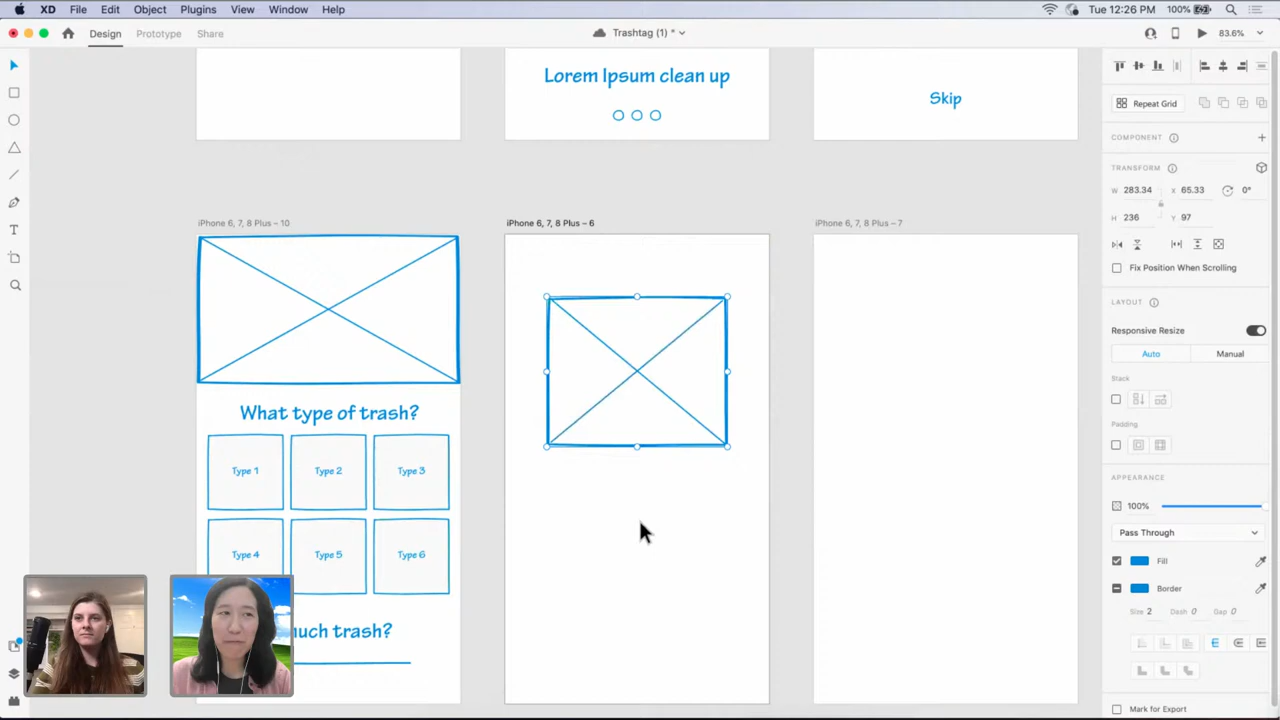 XD File Edit Object Plugins View Window Help Tue 12:26 PM 100%
Design Prototype Share Trashtag (1) * 83.6%
Lorem Ipsum clean up
Skip
Repeat Grid
COMPONENT
TRANSFORM
W 283.34 X 65.33 0°
H 236 Y 97
Fix Position When Scrolling
LAYOUT
Responsive Resize
Auto Manual
Stack
Padding
APPEARANCE
100%
Pass Through
Fill
Border
Size 2 Dash 0 Gap 0
Mark for Export
iPhone 6, 7, 8 Plus – 10
iPhone 6, 7, 8 Plus – 6
iPhone 6, 7, 8 Plus – 7
What type of trash?
Type 1 Type 2 Type 3
Type 4 Type 5 Type 6
much trash?